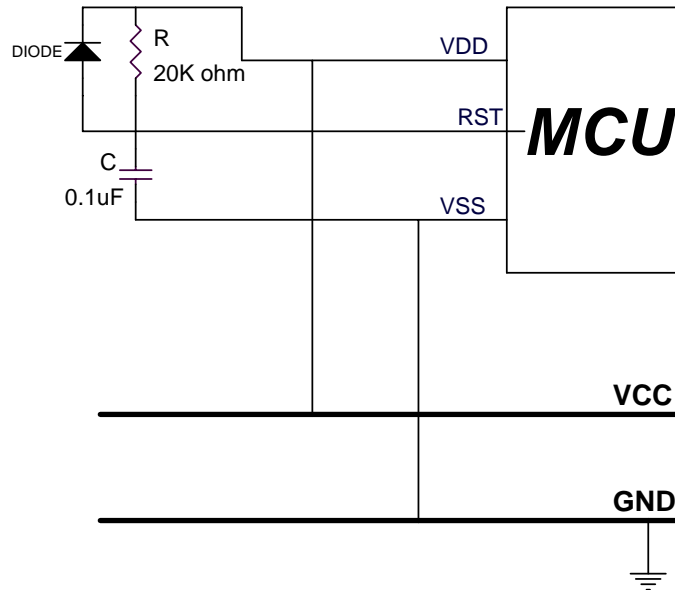 R
VDD
DIODE
20K ohm
RST
MCU
C
0.1uF
VSS
VCC
GND